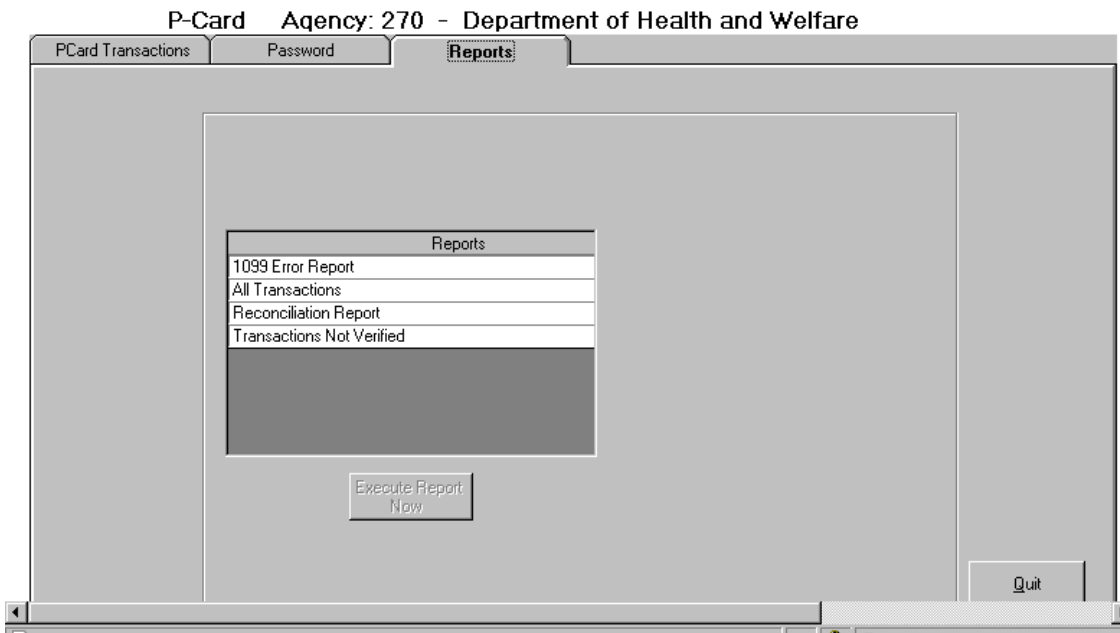 P-Card Agency: 270 - Department of Health and Welfare
PCard Transactions Password Reports
Reports
1099 Error Report
All Transactions
Reconciliation Report
Transactions Not Verified
Execute Report
Now
Quit